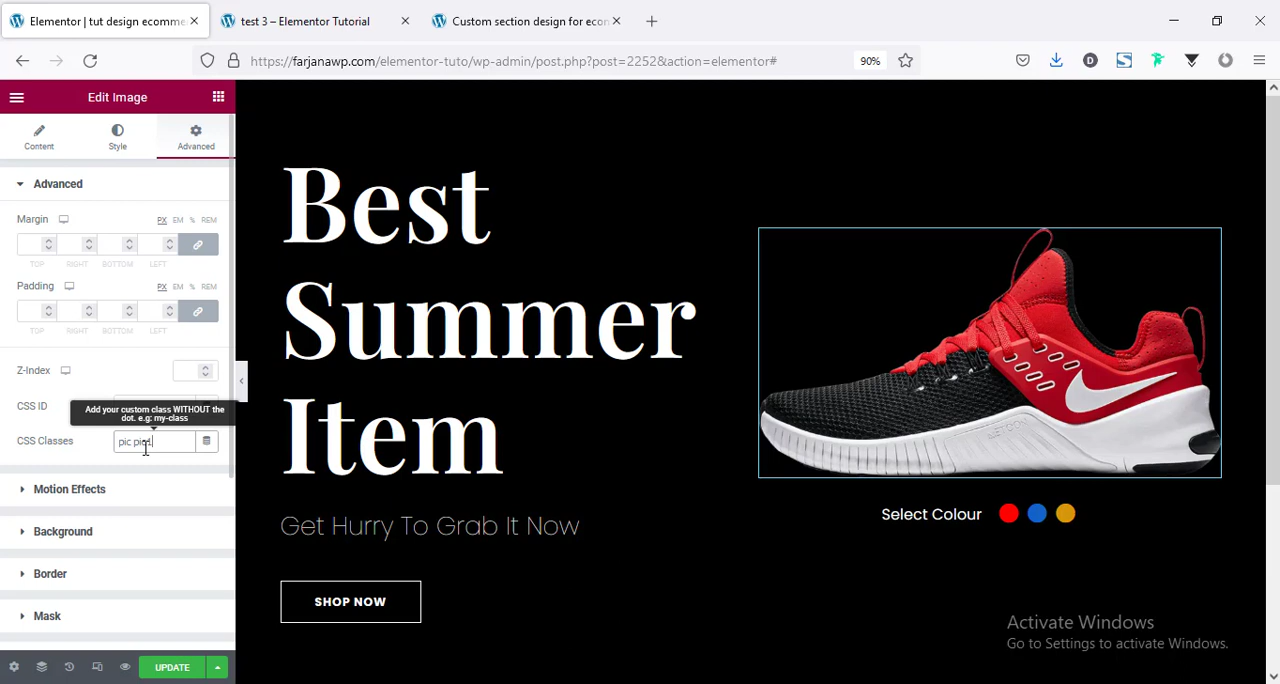 Elementor | tut design ecomme
test 3 – Elementor Tutorial
Custom section design for econ
https://farjanawp.com/elementor-tuto/wp-admin/post.php?post=2252&action=elementor#
90%
Edit Image
Content
Style
Advanced
Advanced
Margin
PX EM % REM
TOP RIGHT BOTTOM LEFT
Padding
PX EM % REM
TOP RIGHT BOTTOM LEFT
Z-Index
CSS ID
Add your custom class WITHOUT the
dot. e.g: my-class
CSS Classes
pic
Motion Effects
Background
Border
Mask
UPDATE
Best
Summer
Item
Get Hurry To Grab It Now
SHOP NOW
Select Colour
Activate Windows
Go to Settings to activate Windows.